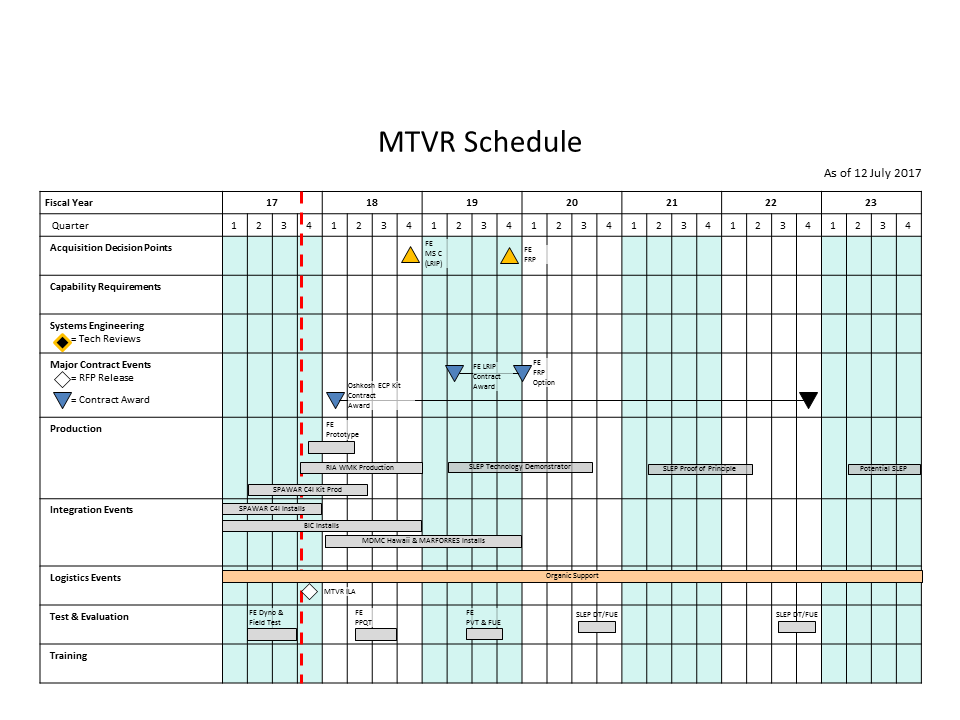 MTVR Schedule
As of 12 July 2017
Fiscal Year 17 18 19 20 21 22 23
Quarter 1 2 3 4 1 2 3 4 1 2 3 4 1 2 3 4 1 2 3 4 1 2 3 4 1 2 3 4
Acquisition Decision Points
FE
MS C
(LRIP)
FE
FRP
Capability Requirements
Systems Engineering
= Tech Reviews
Major Contract Events
= RFP Release
= Contract Award
Oshkosh ECP Kit
Contract
Award
FE LRIP
Contract
Award
FE
FRP
Option
Production
FE
Prototype
RIA WMK Production
SLEP Technology Demonstrator
SLEP Proof of Principle
Potential SLEP
SPAWAR C4I Kit Prod
Integration Events
SPAWAR C4I Installs
BIC Installs
MDMC Hawaii & MARFORRES Installs
Logistics Events
Organic Support
MTVR ILA
Test & Evaluation
FE Dyno &
Field Test
FE
PPQT
FE
PVT & FUE
SLEP DT/FUE
SLEP DT/FUE
Training